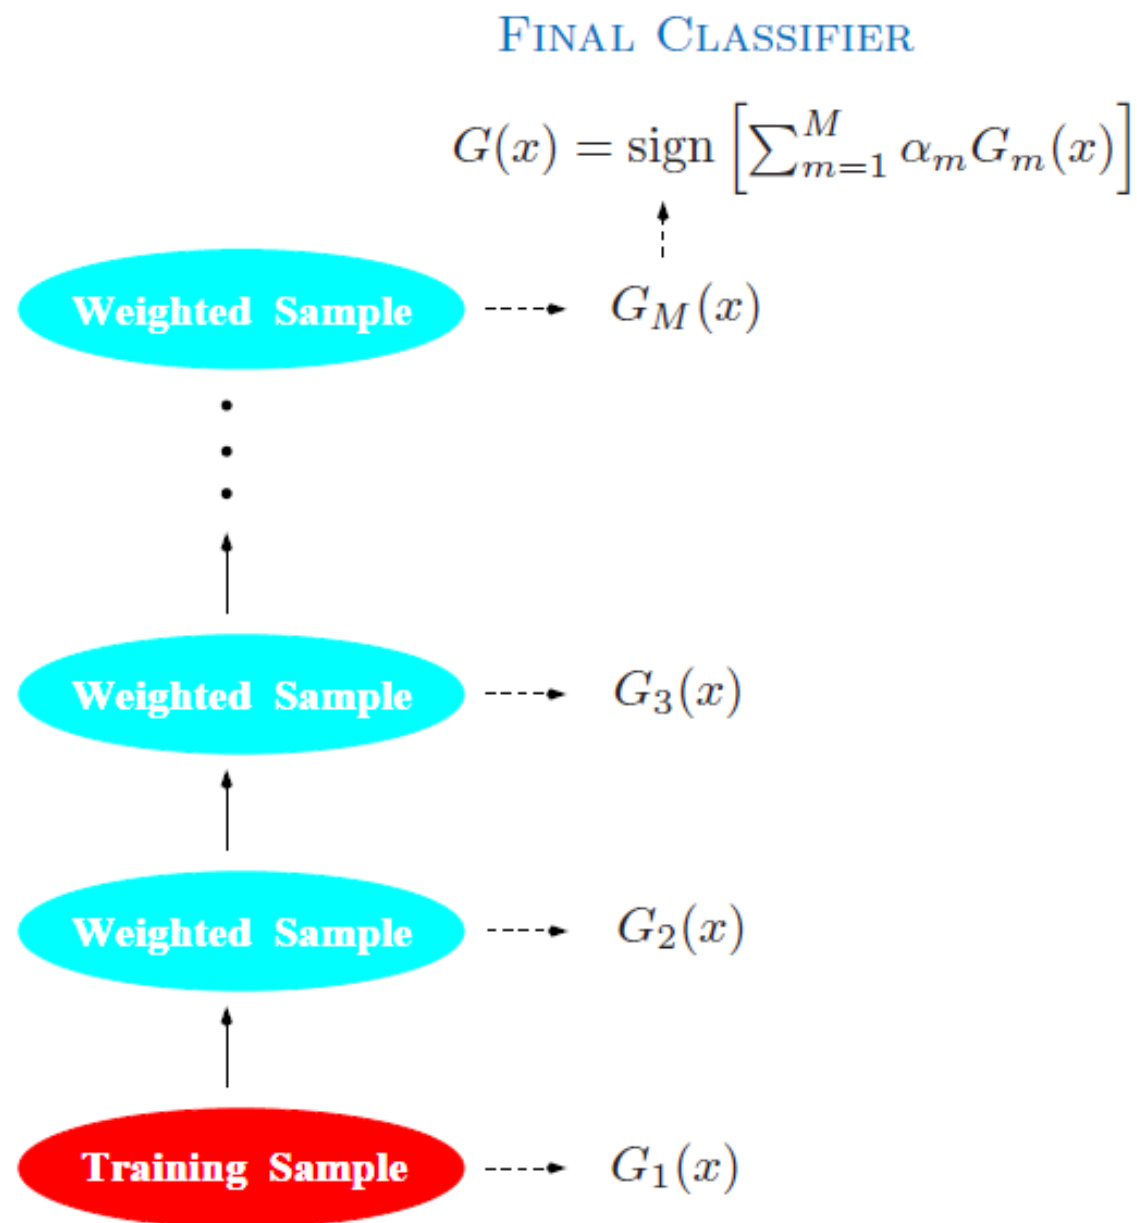 FINAL CLASSIFIER
G(x) = sign [∑_{m=1}^{M} α_m G_m(x)]
Weighted Sample G_M(x)
Weighted Sample G_3(x)
Weighted Sample G_2(x)
Training Sample G_1(x)